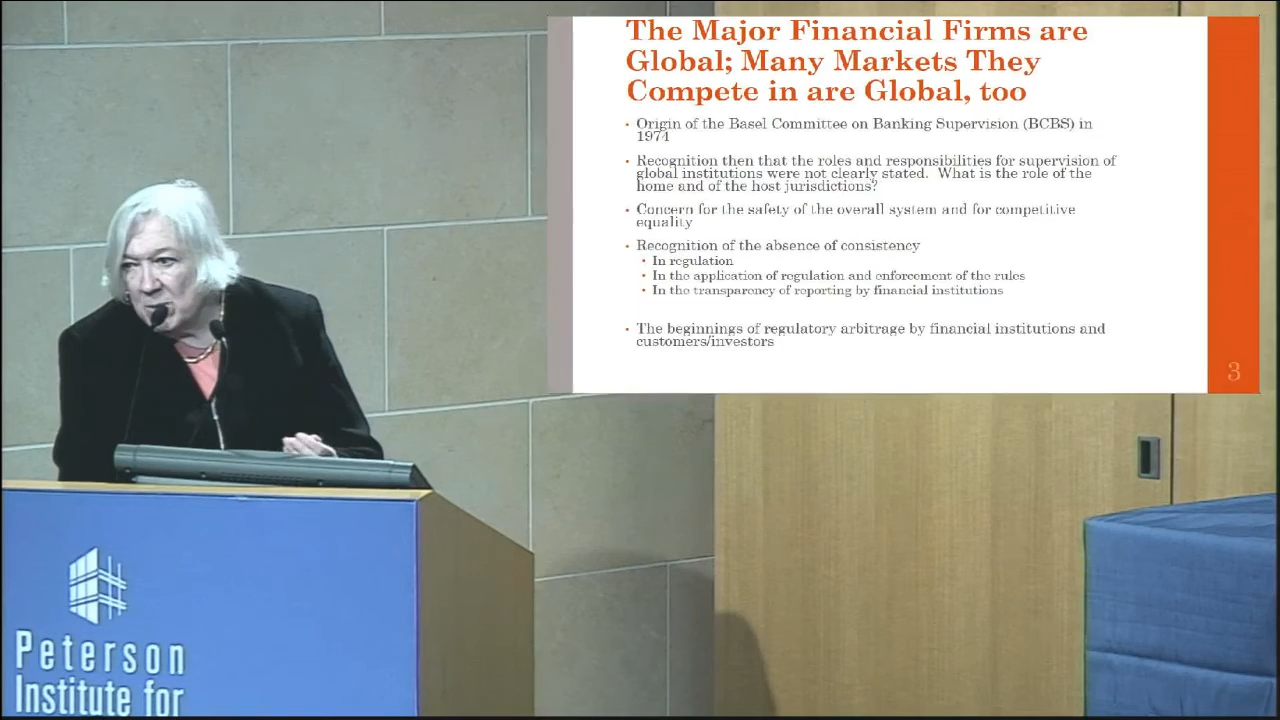 The Major Financial Firms are
Global; Many Markets They
Compete in are Global, too
• Origin of the Basel Committee on Banking Supervision (BCBS) in
1974
• Recognition then that the roles and responsibilities for supervision of
global institutions were not clearly stated. What is the role of the
home and of the host jurisdictions?
• Concern for the safety of the overall system and for competitive
equality
• Recognition of the absence of consistency
• In regulation
• In the application of regulation and enforcement of the rules
• In the transparency of reporting by financial institutions
• The beginnings of regulatory arbitrage by financial institutions and
customers/investors
3
Peterson
Institute for